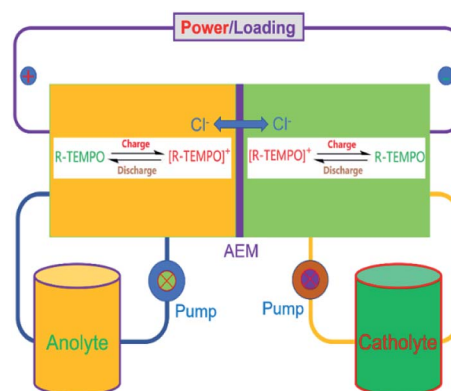 Power/Loading
+
-
Cl⁻ Cl⁻
R-TEMPO Charge Discharge [R-TEMPO]⁺
[R-TEMPO]⁺ Charge Discharge R-TEMPO
AEM
Pump
Pump
Anolyte
Catholyte